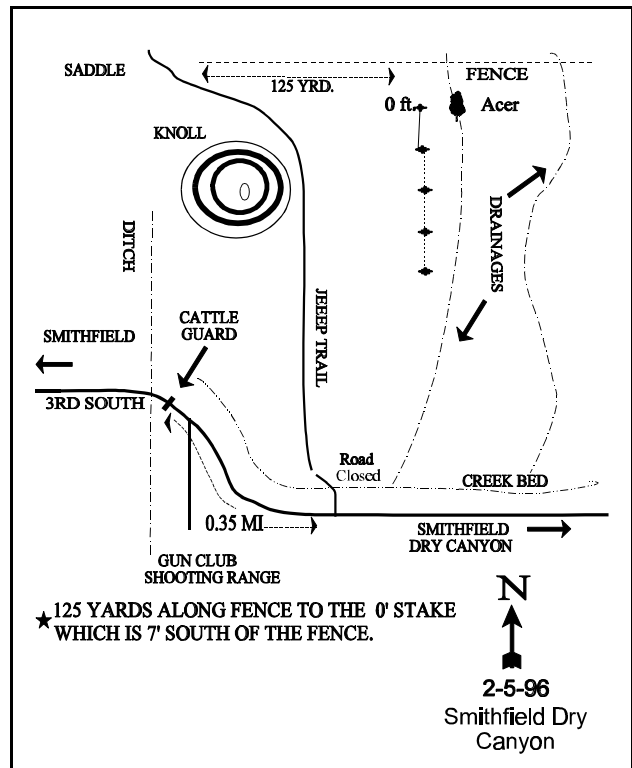 SADDLE
FENCE
125 YRD.
0 ft.
Acer
KNOLL
DRAINAGES
DITCH
JEEEP TRAIL
CATTLE
GUARD
SMITHFIELD
3RD SOUTH
Road
Closed
CREEK BED
0.35 MI
SMITHFIELD
DRY CANYON
GUN CLUB
SHOOTING RANGE
★ 125 YARDS ALONG FENCE TO THE 0' STAKE
WHICH IS 7' SOUTH OF THE FENCE.
N
2-5-96
Smithfield Dry
Canyon